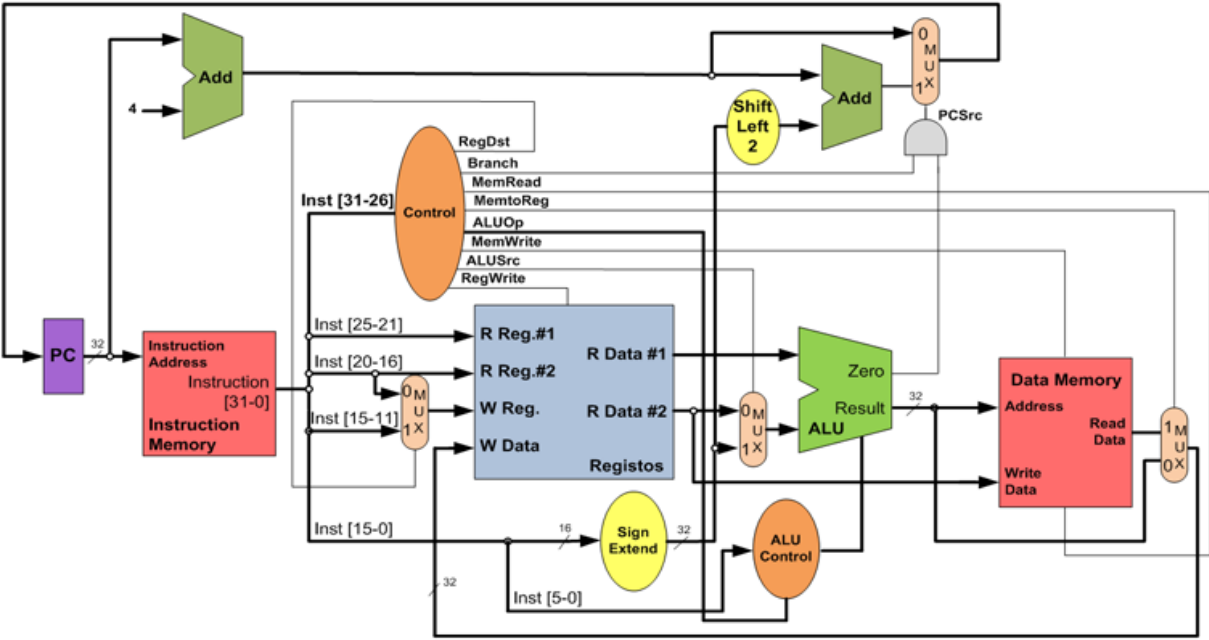 Add
4
Add
0
M
U
X
1
Shift
Left
2
PCSrc
RegDst
Branch
MemRead
MemtoReg
ALUOp
MemWrite
ALUSrc
RegWrite
Control
Inst [31-26]
PC
32
Instruction
Address
Instruction
[31-0]
Instruction
Memory
Inst [25-21]
Inst [20-16]
Inst [15-11]
0
M
U
X
1
R Reg.#1
R Reg.#2
W Reg.
W Data
R Data #1
R Data #2
Registos
0
M
U
X
1
Zero
Result
ALU
32
Data Memory
Address
Read
Data
Write
Data
1
M
U
X
0
Inst [15-0]
16
Sign
Extend
32
ALU
Control
Inst [5-0]
32